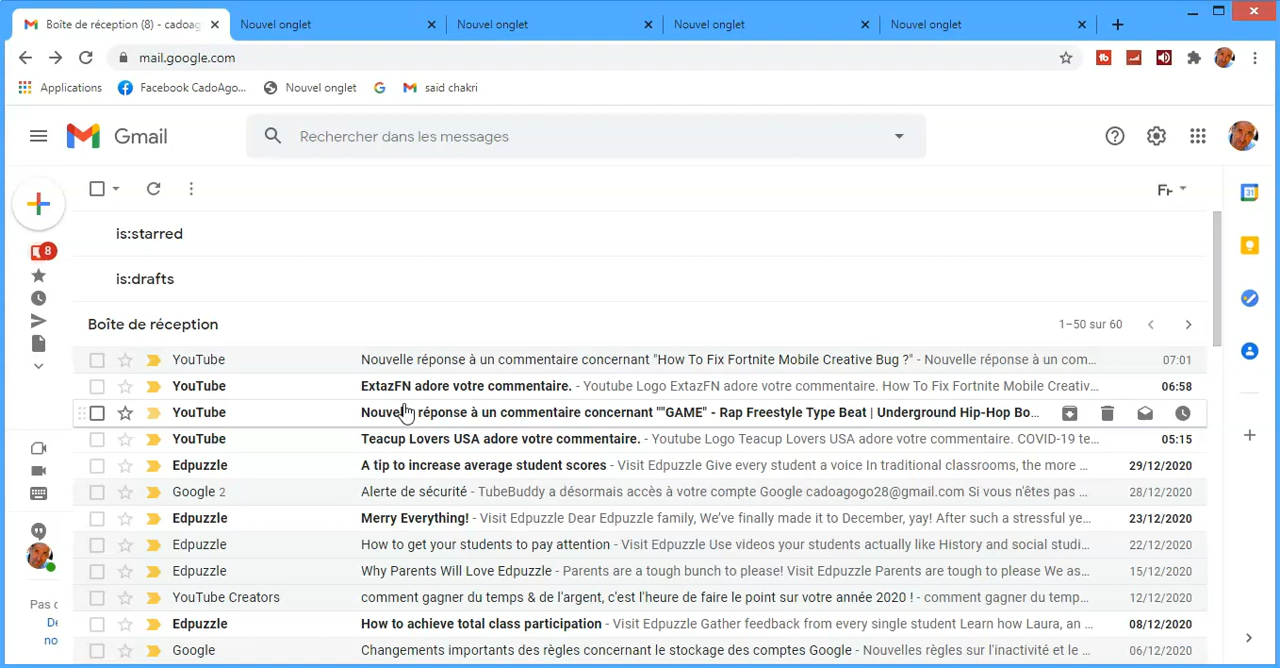 Boîte de réception (8) - cadoag
Nouvel onglet
Nouvel onglet
Nouvel onglet
Nouvel onglet
mail.google.com
Applications
Facebook CadoAgo...
Nouvel onglet
said chakri
Gmail
Rechercher dans les messages
Fr
is:starred
8
31
is:drafts
Boîte de réception
1–50 sur 60
YouTube Nouvelle réponse à un commentaire concernant "How To Fix Fortnite Mobile Creative Bug ?" - Nouvelle réponse à un com... 07:01
YouTube ExtazFN adore votre commentaire. - Youtube Logo ExtazFN adore votre commentaire. How To Fix Fortnite Mobile Creativ... 06:58
YouTube réponse à un commentaire concernant ""GAME" - Rap Freestyle Type Beat | Underground Hip-Hop Bo...
YouTube Teacup Lovers USA adore votre commentaire. - Youtube Logo Teacup Lovers USA adore votre commentaire. COVID-19 te... 05:15
Edpuzzle A tip to increase average student scores - Visit Edpuzzle Give every student a voice In traditional classrooms, the more ... 29/12/2020
Google 2 Alerte de sécurité - TubeBuddy a désormais accès à votre compte Google cadoagogo28@gmail.com Si vous n'êtes pas ... 28/12/2020
Edpuzzle Merry Everything! - Visit Edpuzzle Dear Edpuzzle family, We've finally made it to December, yay! After such a stressful ye... 23/12/2020
Edpuzzle How to get your students to pay attention - Visit Edpuzzle Use videos your students actually like History and social studi... 22/12/2020
Edpuzzle Why Parents Will Love Edpuzzle - Parents are a tough bunch to please! Visit Edpuzzle Parents are tough to please We as... 15/12/2020
YouTube Creators comment gagner du temps & de l'argent, c'est l'heure de faire le point sur votre année 2020 ! - comment gagner du temp... 12/12/2020
Edpuzzle How to achieve total class participation - Visit Edpuzzle Gather feedback from every single student Learn how Laura, an ... 08/12/2020
Google Changements importants des règles concernant le stockage des comptes Google - Nouvelles règles sur l'inactivité et le ... 06/12/2020
Pas
no